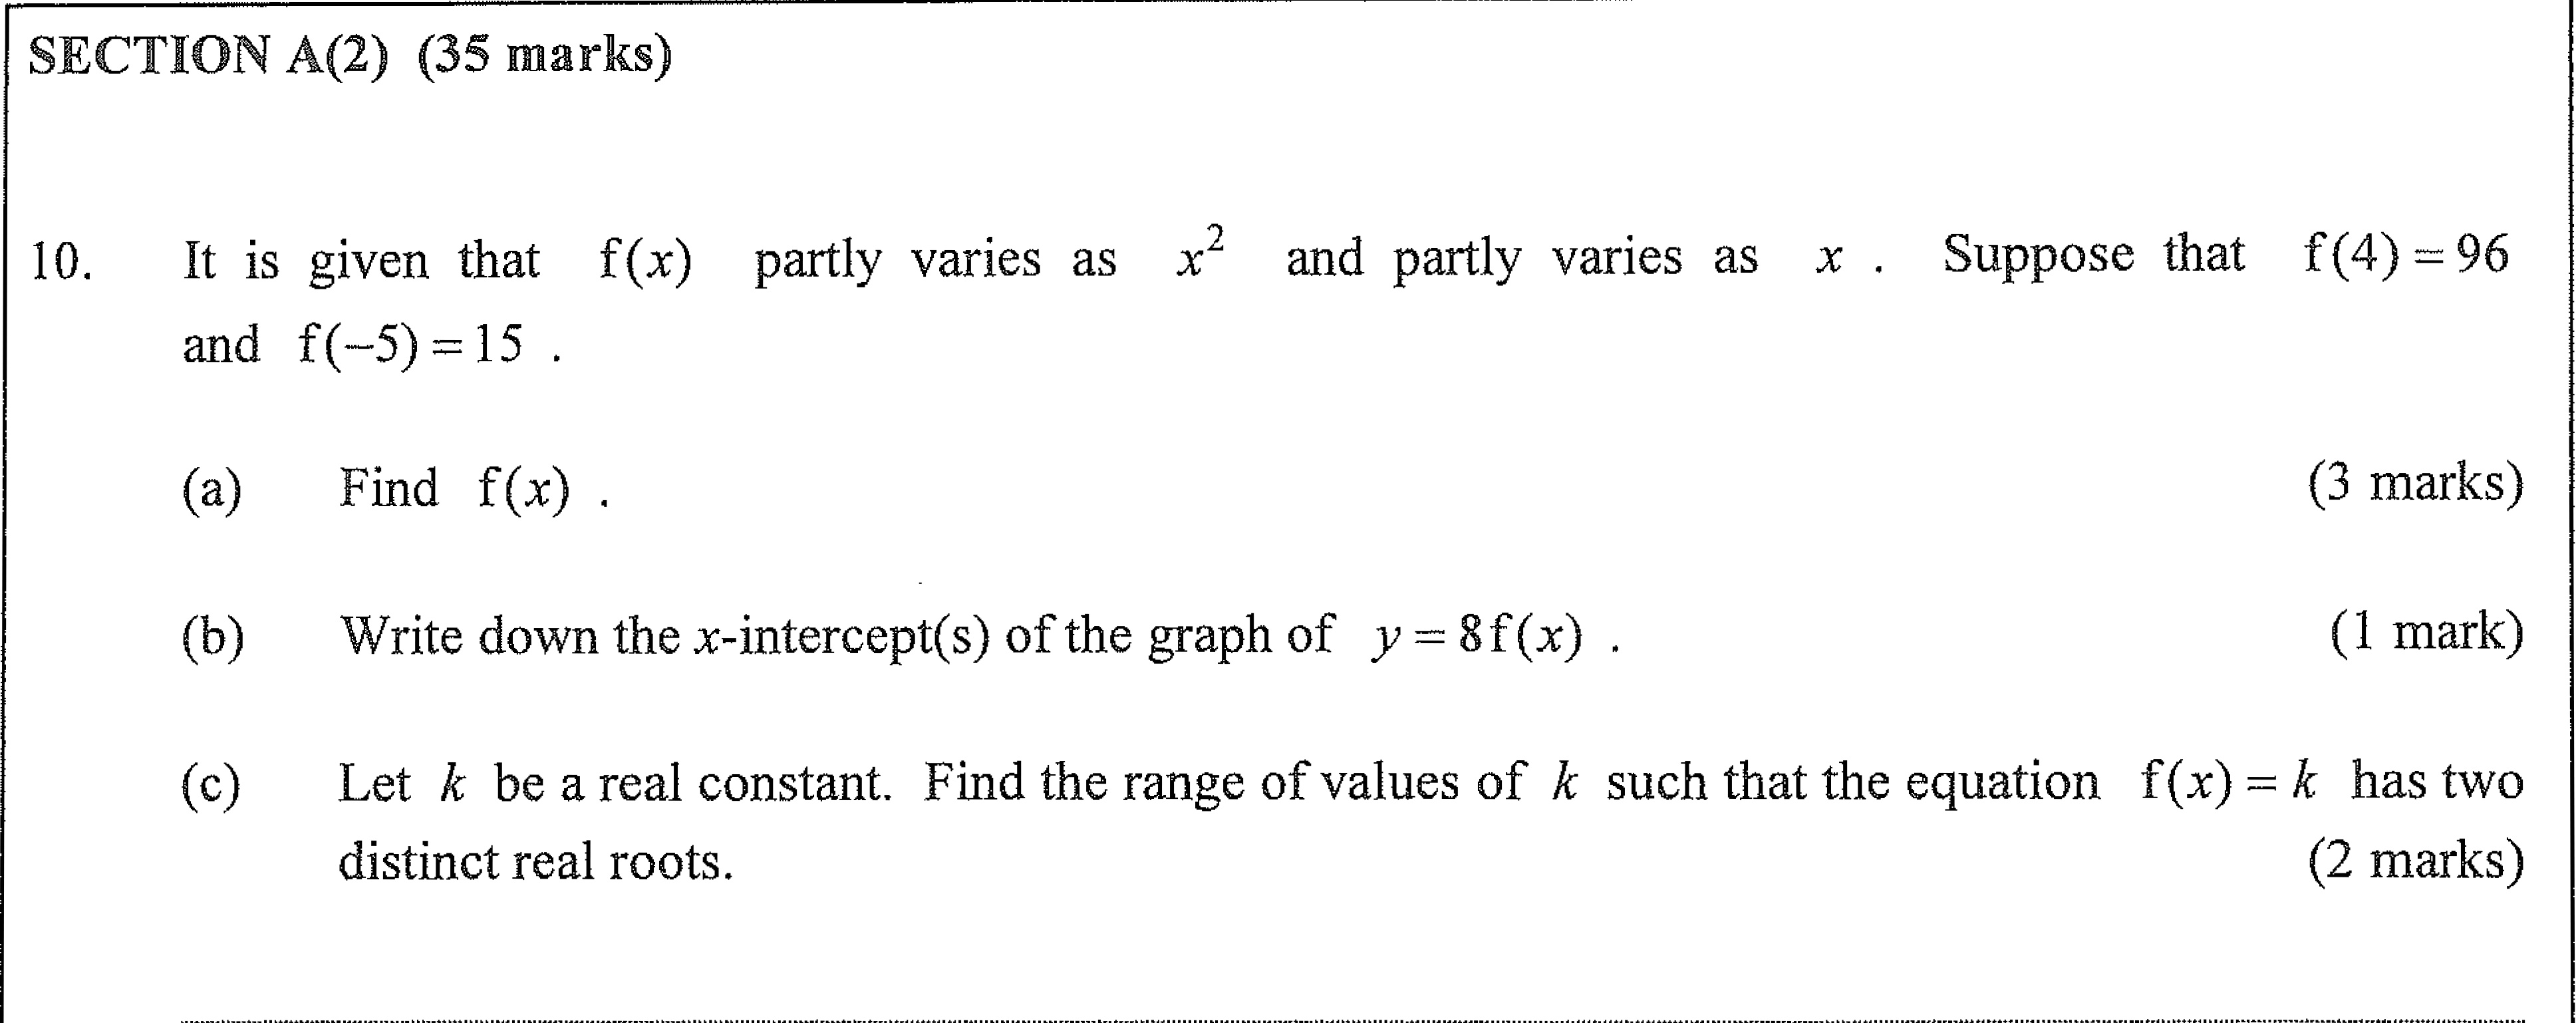 SECTION A(2) (35 marks)
10. It is given that f(x) partly varies as x² and partly varies as x . Suppose that f(4) = 96
and f(−5) = 15 .
(a) Find f(x) . (3 marks)
(b) Write down the x-intercept(s) of the graph of y = 8f(x) . (1 mark)
(c) Let k be a real constant. Find the range of values of k such that the equation f(x) = k has two
distinct real roots. (2 marks)